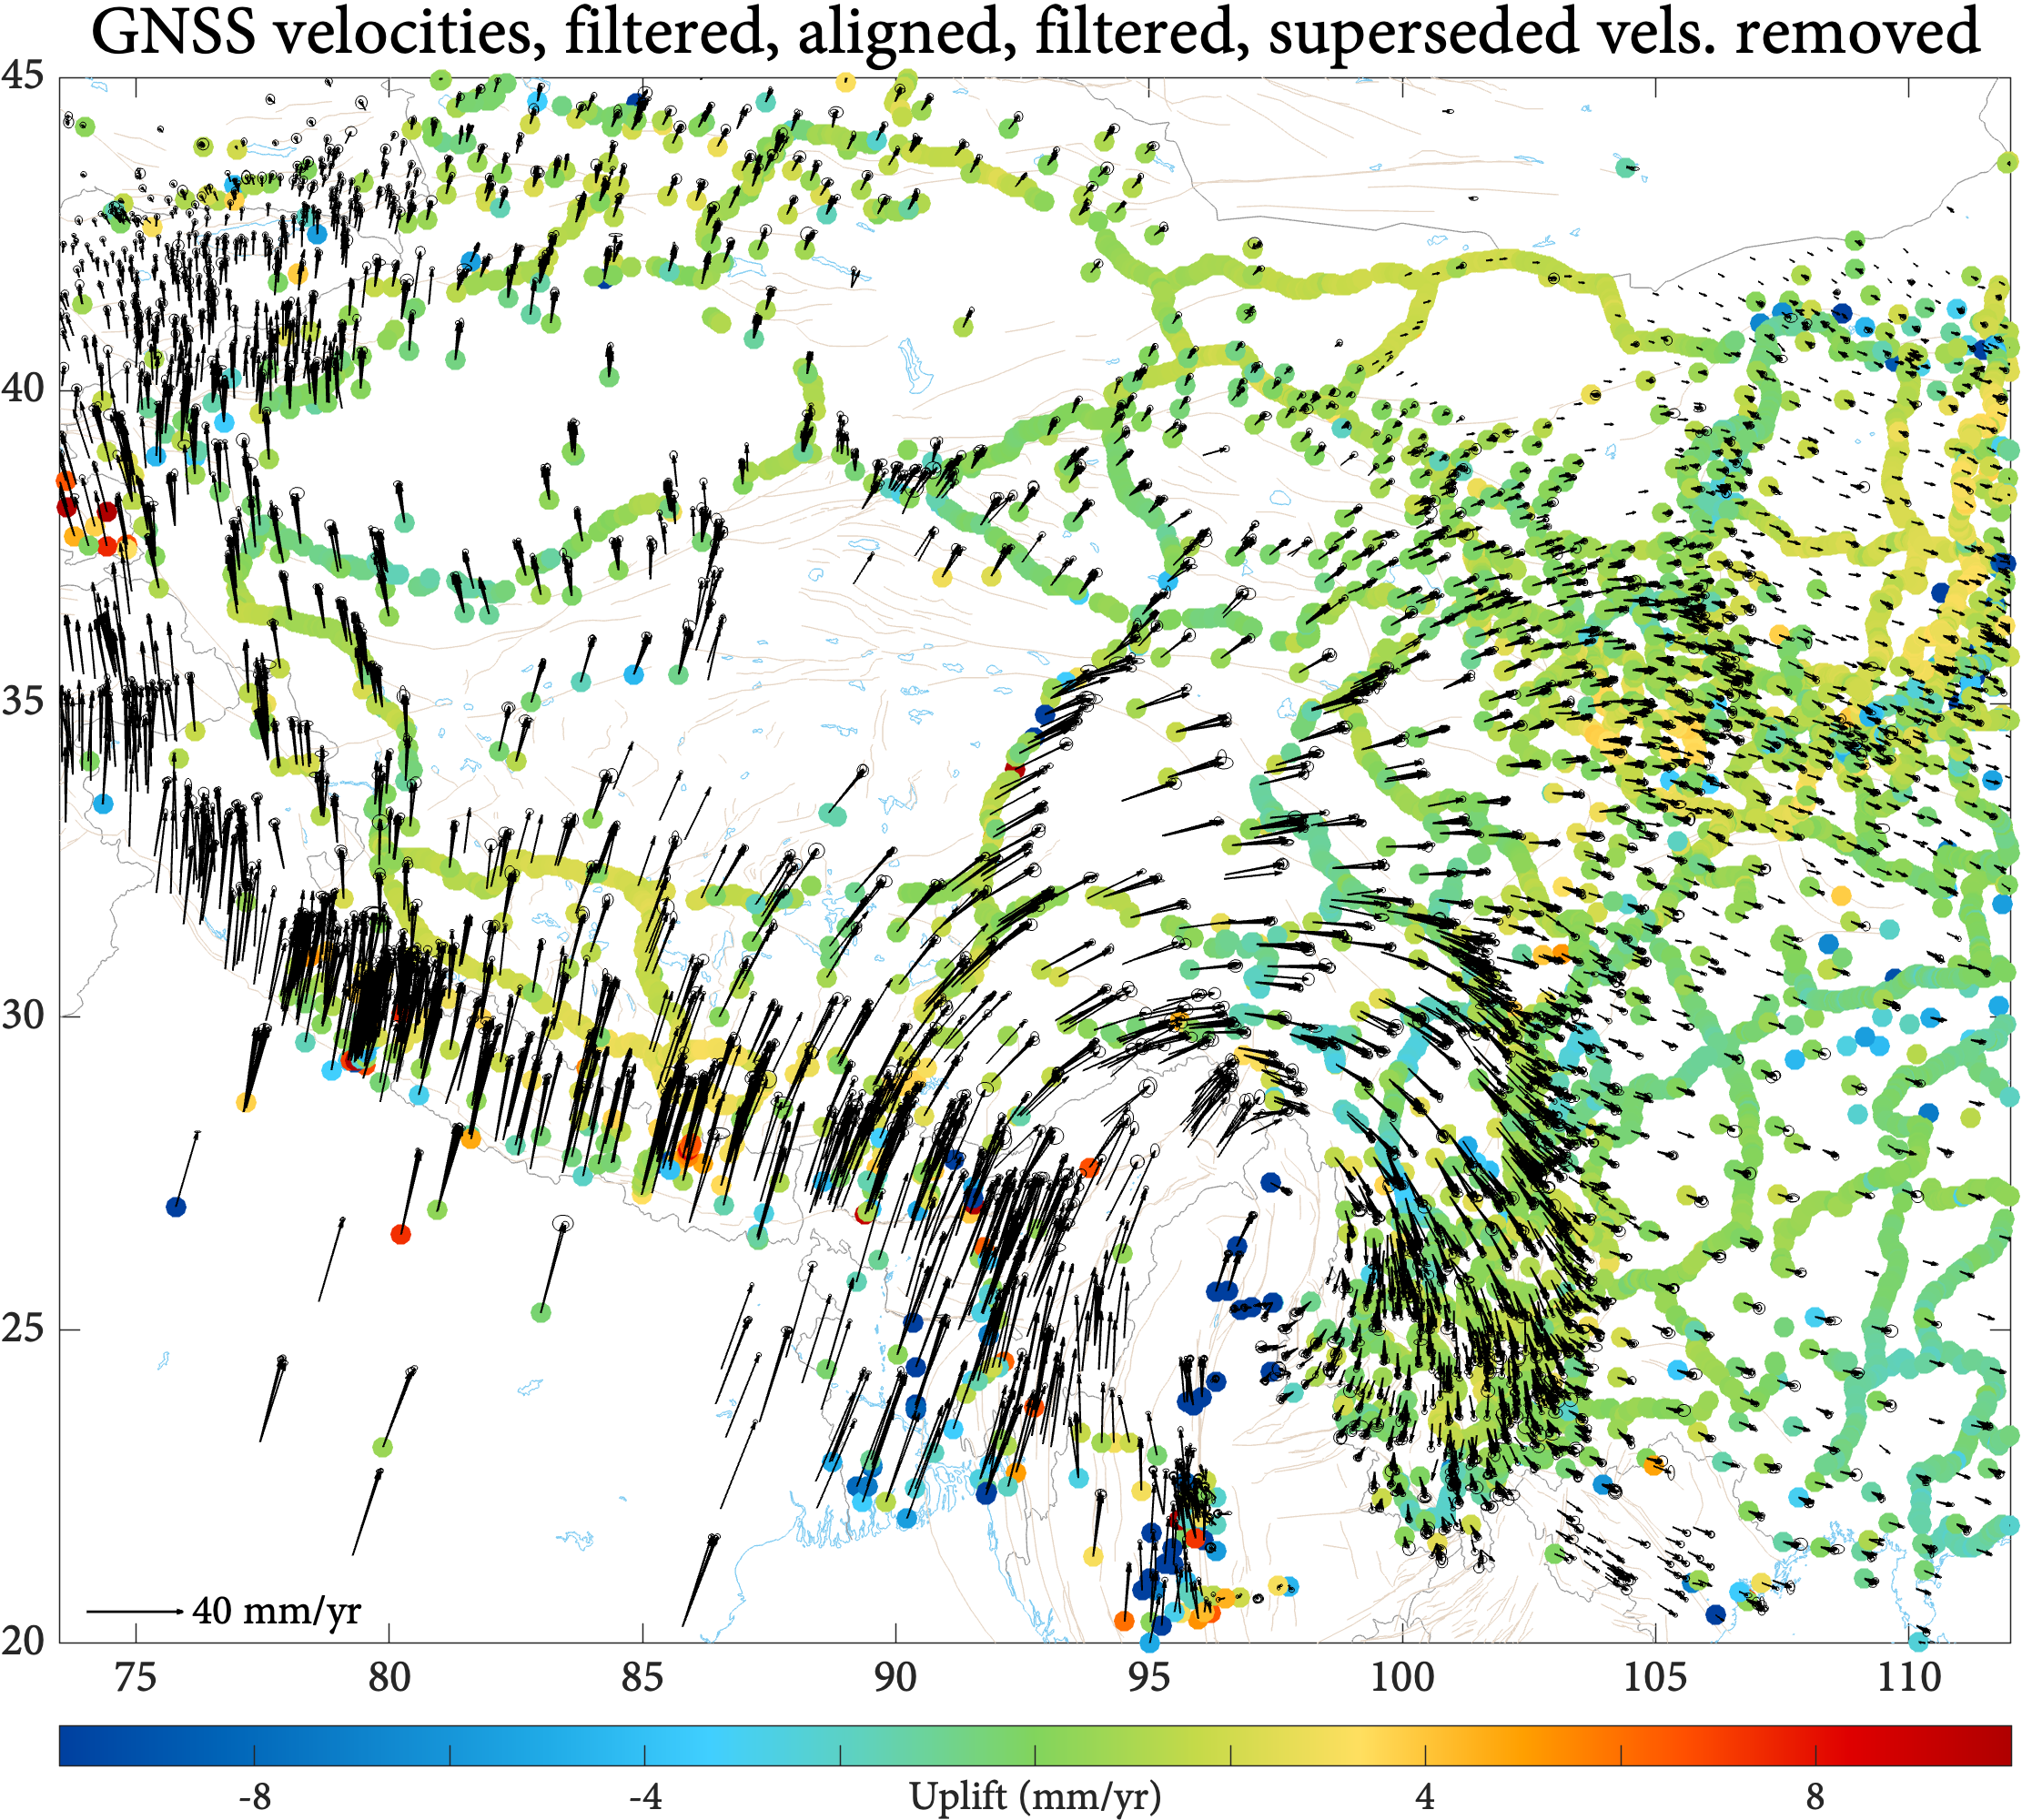 GNSS velocities, filtered, aligned, filtered, superseded vels. removed
45
40
35
30
25
20
40 mm/yr
75 80 85 90 95 100 105 110
-8 -4 Uplift (mm/yr) 4 8